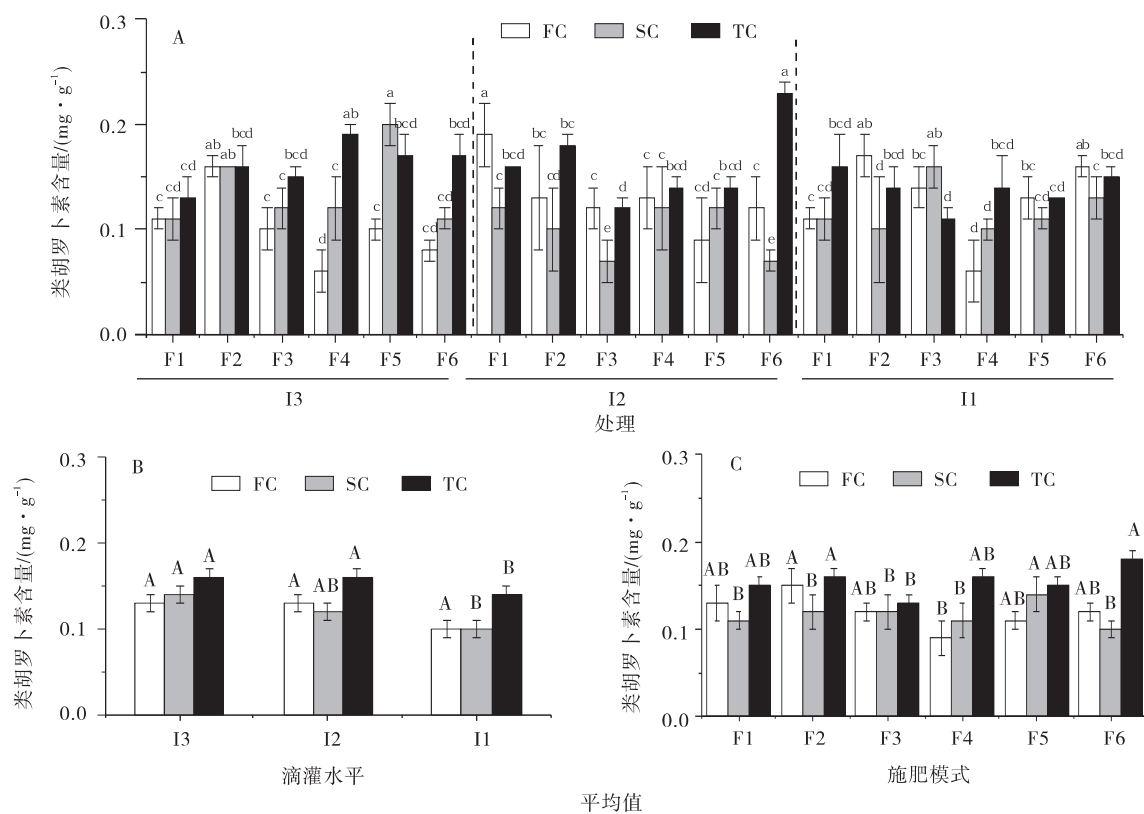 A
FC SC TC
类胡罗卜素含量/(mg·g⁻¹)
0.3
0.2
0.1
0.0
cd cd ab ab bcd c c bcd d c ab c a bcd cd cd bcd
a c bcd bc cd bcd c e d c c bcd cd c bcd c e a
c cd bcd ab d bcd bc ab d d d bcd bc cd cd ab c bcd
F1 F2 F3 F4 F5 F6 F1 F2 F3 F4 F5 F6 F1 F2 F3 F4 F5 F6
I3 I2 I1
处理
B
FC SC TC
类胡罗卜素含量/(mg·g⁻¹)
0.3
0.2
0.1
0.0
A A A A AB A A B B
I3 I2 I1
滴灌水平
C
FC SC TC
类胡罗卜素含量/(mg·g⁻¹)
0.3
0.2
0.1
0.0
AB B AB A B A AB B B B B AB AB A AB AB B A
F1 F2 F3 F4 F5 F6
施肥模式
平均值